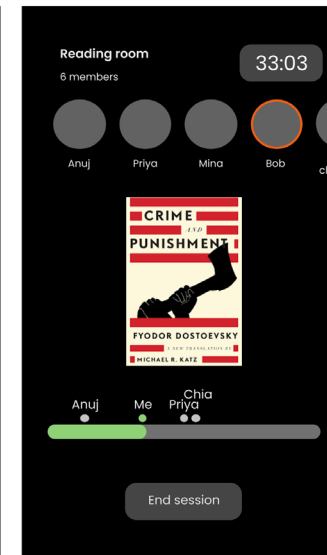 Reading room
33:03
6 members
Anuj
Priya
Mina
Bob
CRIME
AND
PUNISHMENT
FYODOR DOSTOEVSKY
A NEW TRANSLATION BY
MICHAEL R. KATZ
Chia
Anuj
Me
Priya
End session